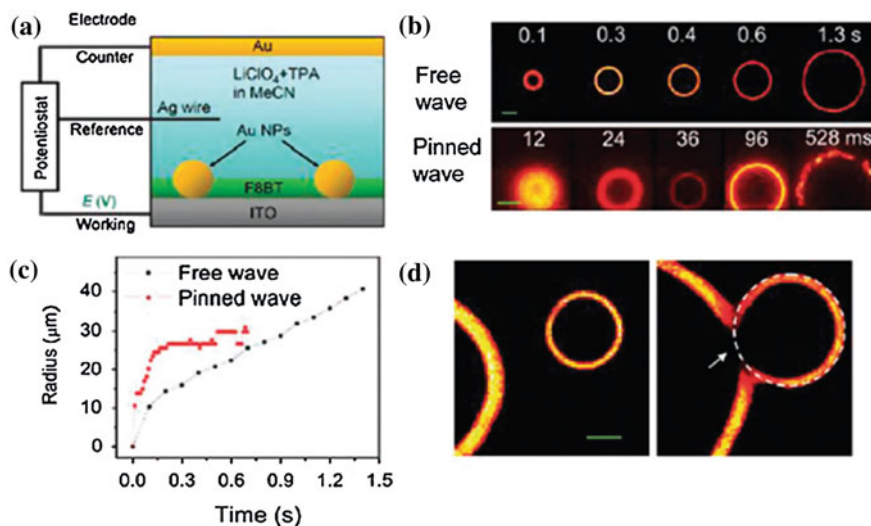 (a)
Electrode
Counter
Au
LiClO4+TPA
in MeCN
Ag wire
Reference
Au NPs
Potentiostat
F8BT
E (V)
Working
ITO
(b)
0.1 0.3 0.4 0.6 1.3 s
Free
wave
Pinned
wave
12 24 36 96 528 ms
(c)
Free wave
Pinned wave
Radius (μm)
40
30
20
10
0
0.0 0.3 0.6 0.9 1.2 1.5
Time (s)
(d)